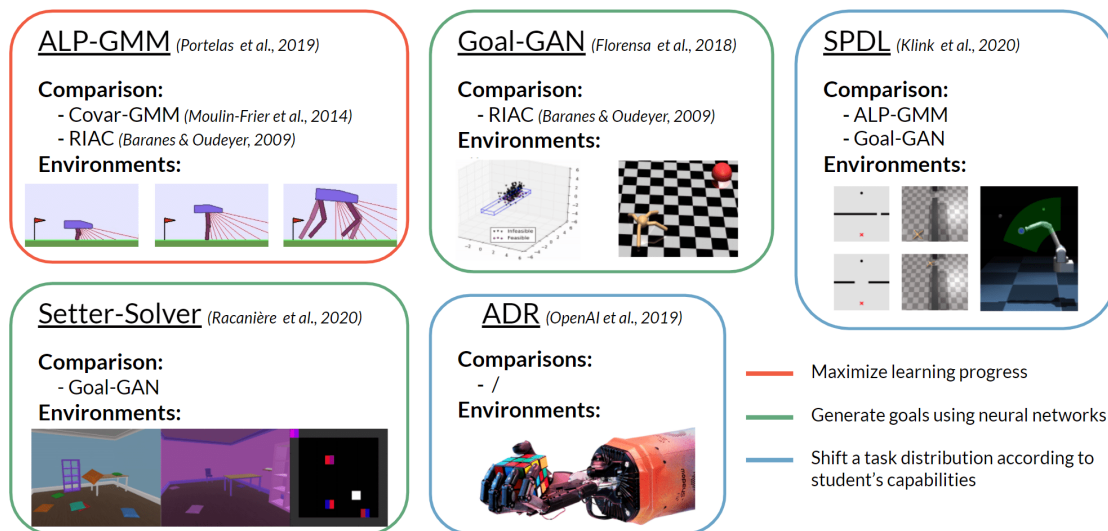 ALP-GMM (Portelas et al., 2019)
Comparison:
- Covar-GMM (Moulin-Frier et al., 2014)
- RIAC (Baranes & Oudeyer, 2009)
Environments:
Goal-GAN (Florensa et al., 2018)
Comparison:
- RIAC (Baranes & Oudeyer, 2009)
Environments:
Infeasible
Feasible
SPDL (Klink et al., 2020)
Comparison:
- ALP-GMM
- Goal-GAN
Environments:
Setter-Solver (Racanière et al., 2020)
Comparison:
- Goal-GAN
Environments:
ADR (OpenAI et al., 2019)
Comparisons:
- /
Environments:
Maximize learning progress
Generate goals using neural networks
Shift a task distribution according to
student's capabilities